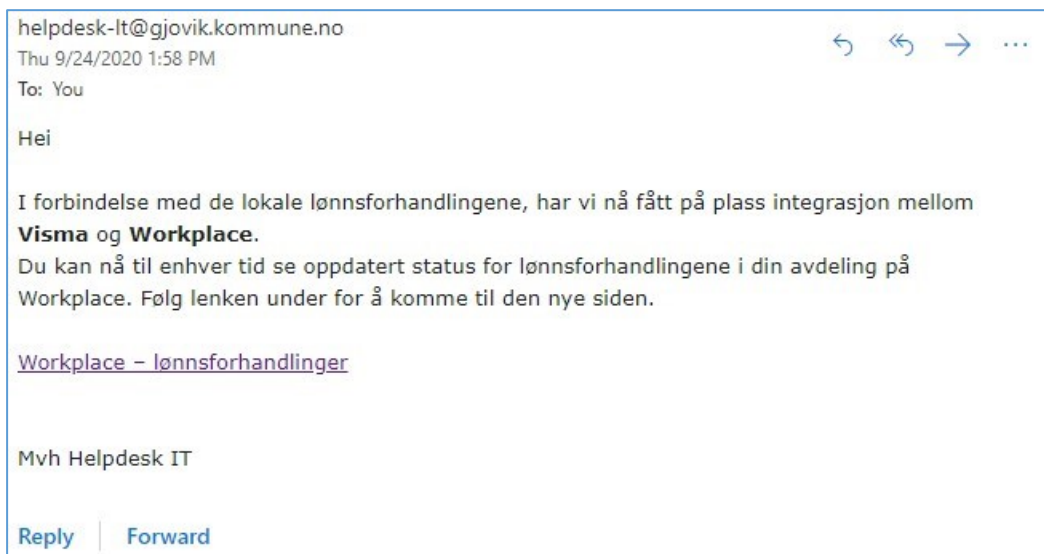 helpdesk-lt@gjovik.kommune.no
Thu 9/24/2020 1:58 PM
To: You
Hei
I forbindelse med de lokale lønnsforhandlingene, har vi nå fått på plass integrasjon mellom
Visma og Workplace.
Du kan nå til enhver tid se oppdatert status for lønnsforhandlingene i din avdeling på
Workplace. Følg lenken under for å komme til den nye siden.
Workplace – lønnsforhandlinger
Mvh Helpdesk IT
Reply Forward